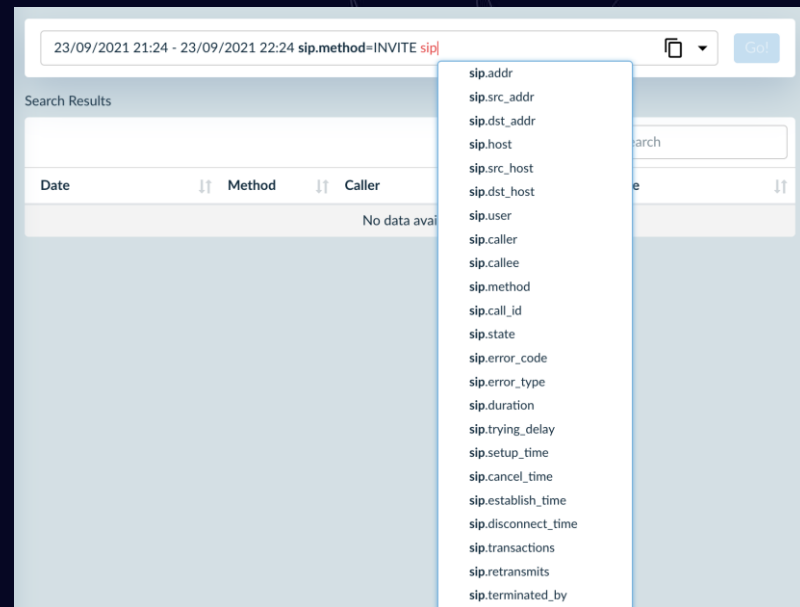 23/09/2021 21:24 - 23/09/2021 22:24 sip.method=INVITE sip
Go!
sip.addr
sip.src_addr
sip.dst_addr
sip.host
sip.src_host
sip.dst_host
sip.user
sip.caller
sip.callee
sip.method
sip.call_id
sip.state
sip.error_code
sip.error_type
sip.duration
sip.trying_delay
sip.setup_time
sip.cancel_time
sip.establish_time
sip.disconnect_time
sip.transactions
sip.retransmits
sip.terminated_by
Search Results
Date Method Caller
No data